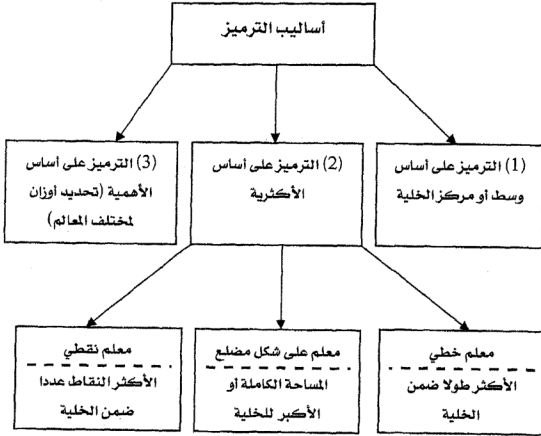 أساليب الترميز
(1) الترميز على أساس
وسط أو مركز الخلية
(2) الترميز على أساس
الأكثرية
(3) الترميز على أساس
الأهمية (تحديد أوزان
لمختلف المعالم)
معلم خطي
الأكثر طولا ضمن
الخلية
معلم على شكل مضلع
المساحة الكاملة أو
الأكبر للخلية
معلم نقطي
الأكثر النقاط عددا
ضمن الخلية